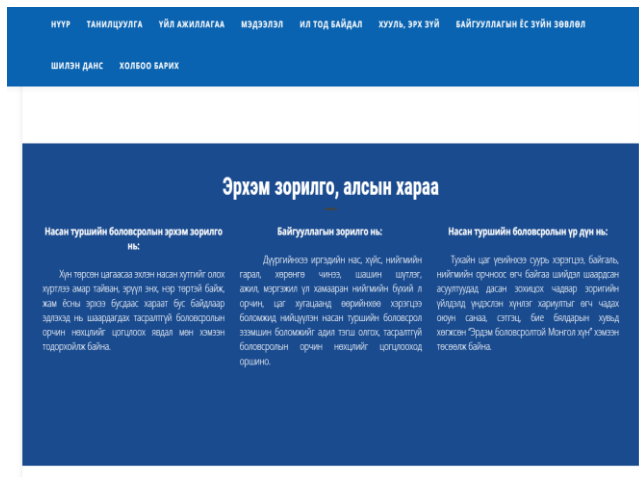 НҮҮР ТАНИЛЦУУЛГА ҮЙЛ АЖИЛЛАГАА МЭДЭЭЛЭЛ ИЛ ТОД БАЙДАЛ ХУУЛЬ, ЭРХ ЗҮЙ БАЙГУУЛЛАГЫН ЁС ЗҮЙН ЗӨВЛӨЛ
ШИЛЭН ДАНС ХОЛБОО БАРИХ
Эрхэм зорилго, алсын хараа
Насан туршийн боловсролын эрхэм зорилго
нь:
Хүн төрсөн цагаасаа эхлэн насан хутгийг олох
хүртлээ амар тайван, эрүүл энх, нэр төртэй байж,
жам ёсны эрхээ бусдаас хараат бус байдлаар
эдлэхэд нь шаардагдах тасралтгүй боловсролын
орчин нөхцлийг цогцлоох явдал мөн хэмээн
тодорхойлж байна.
Байгууллагын зорилго нь:
Дүүргийнхээ иргэдийн нас, хүйс, нийгмийн
гарал, хөрөнгө чинээ, шашин шүтлэг,
ажил, мэргэжил үл хамааран нийгмийн бүхий л
орчин, цаг хугацаанд өөрийнхөө хэрэгцээ
боломжид нийцүүлэн насан туршийн боловсрол
эзэмшин боломжийг адил тэгш олгох, тасралтгүй
боловсролын орчин нөхцлийг цогцлооход
оршино.
Насан туршийн боловсролын үр дүн нь:
Тухайн цаг үеийнхээ суурь хэрэгцээ, байгаль,
нийгмийн орчноос өгч байгаа шийдэл шаардсан
асуултуудад дасан зохицох чадвар зоригийн
үйлдэлд үндэслэн хүнлэг хариултыг өгч чадах
оюун санаа, сэтгэц, бие бялдарын хувьд
хөгжсөн "Эрдэм боловсролтой Монгол хүн" хэмээн
төсөөлж байна.